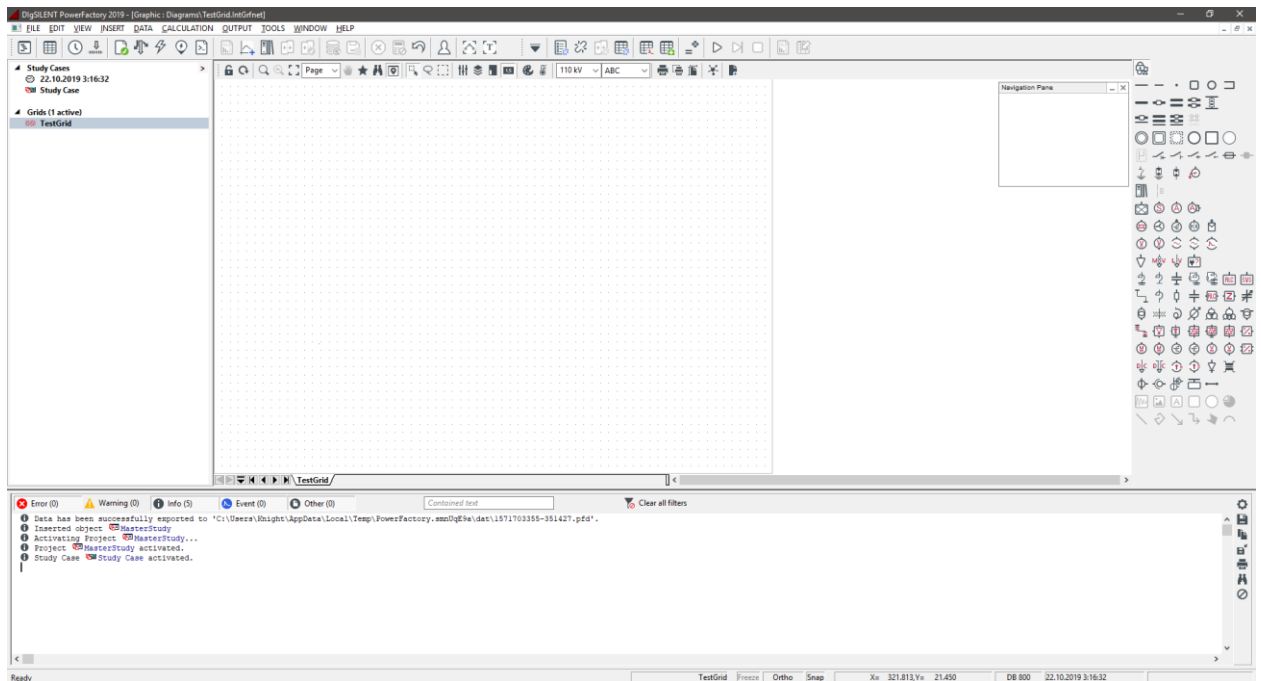 DIgSILENT PowerFactory 2019 - [Graphic : Diagrams\TestGrid.IntGrfnet]
FILE EDIT VIEW INSERT DATA CALCULATION OUTPUT TOOLS WINDOW HELP
Study Cases
22.10.2019 3:16:32
Study Case
Grids (1 active)
TestGrid
Page
110 kV
ABC
Navigation Pane
TestGrid
Error (0) Warning (0) Info (5) Event (0) Other (0) Contained text Clear all filters
Data has been successfully exported to 'C:\Users\Knight\AppData\Local\Temp\PowerFactory.smnUqE9a\dat\1571703355-351427.pfd'.
Inserted object MasterStudy
Activating Project MasterStudy...
Project MasterStudy activated.
Study Case Study Case activated.
Ready TestGrid Freeze Ortho Snap X= 321.813,Y= 21.450 DB 800 22.10.2019 3:16:32